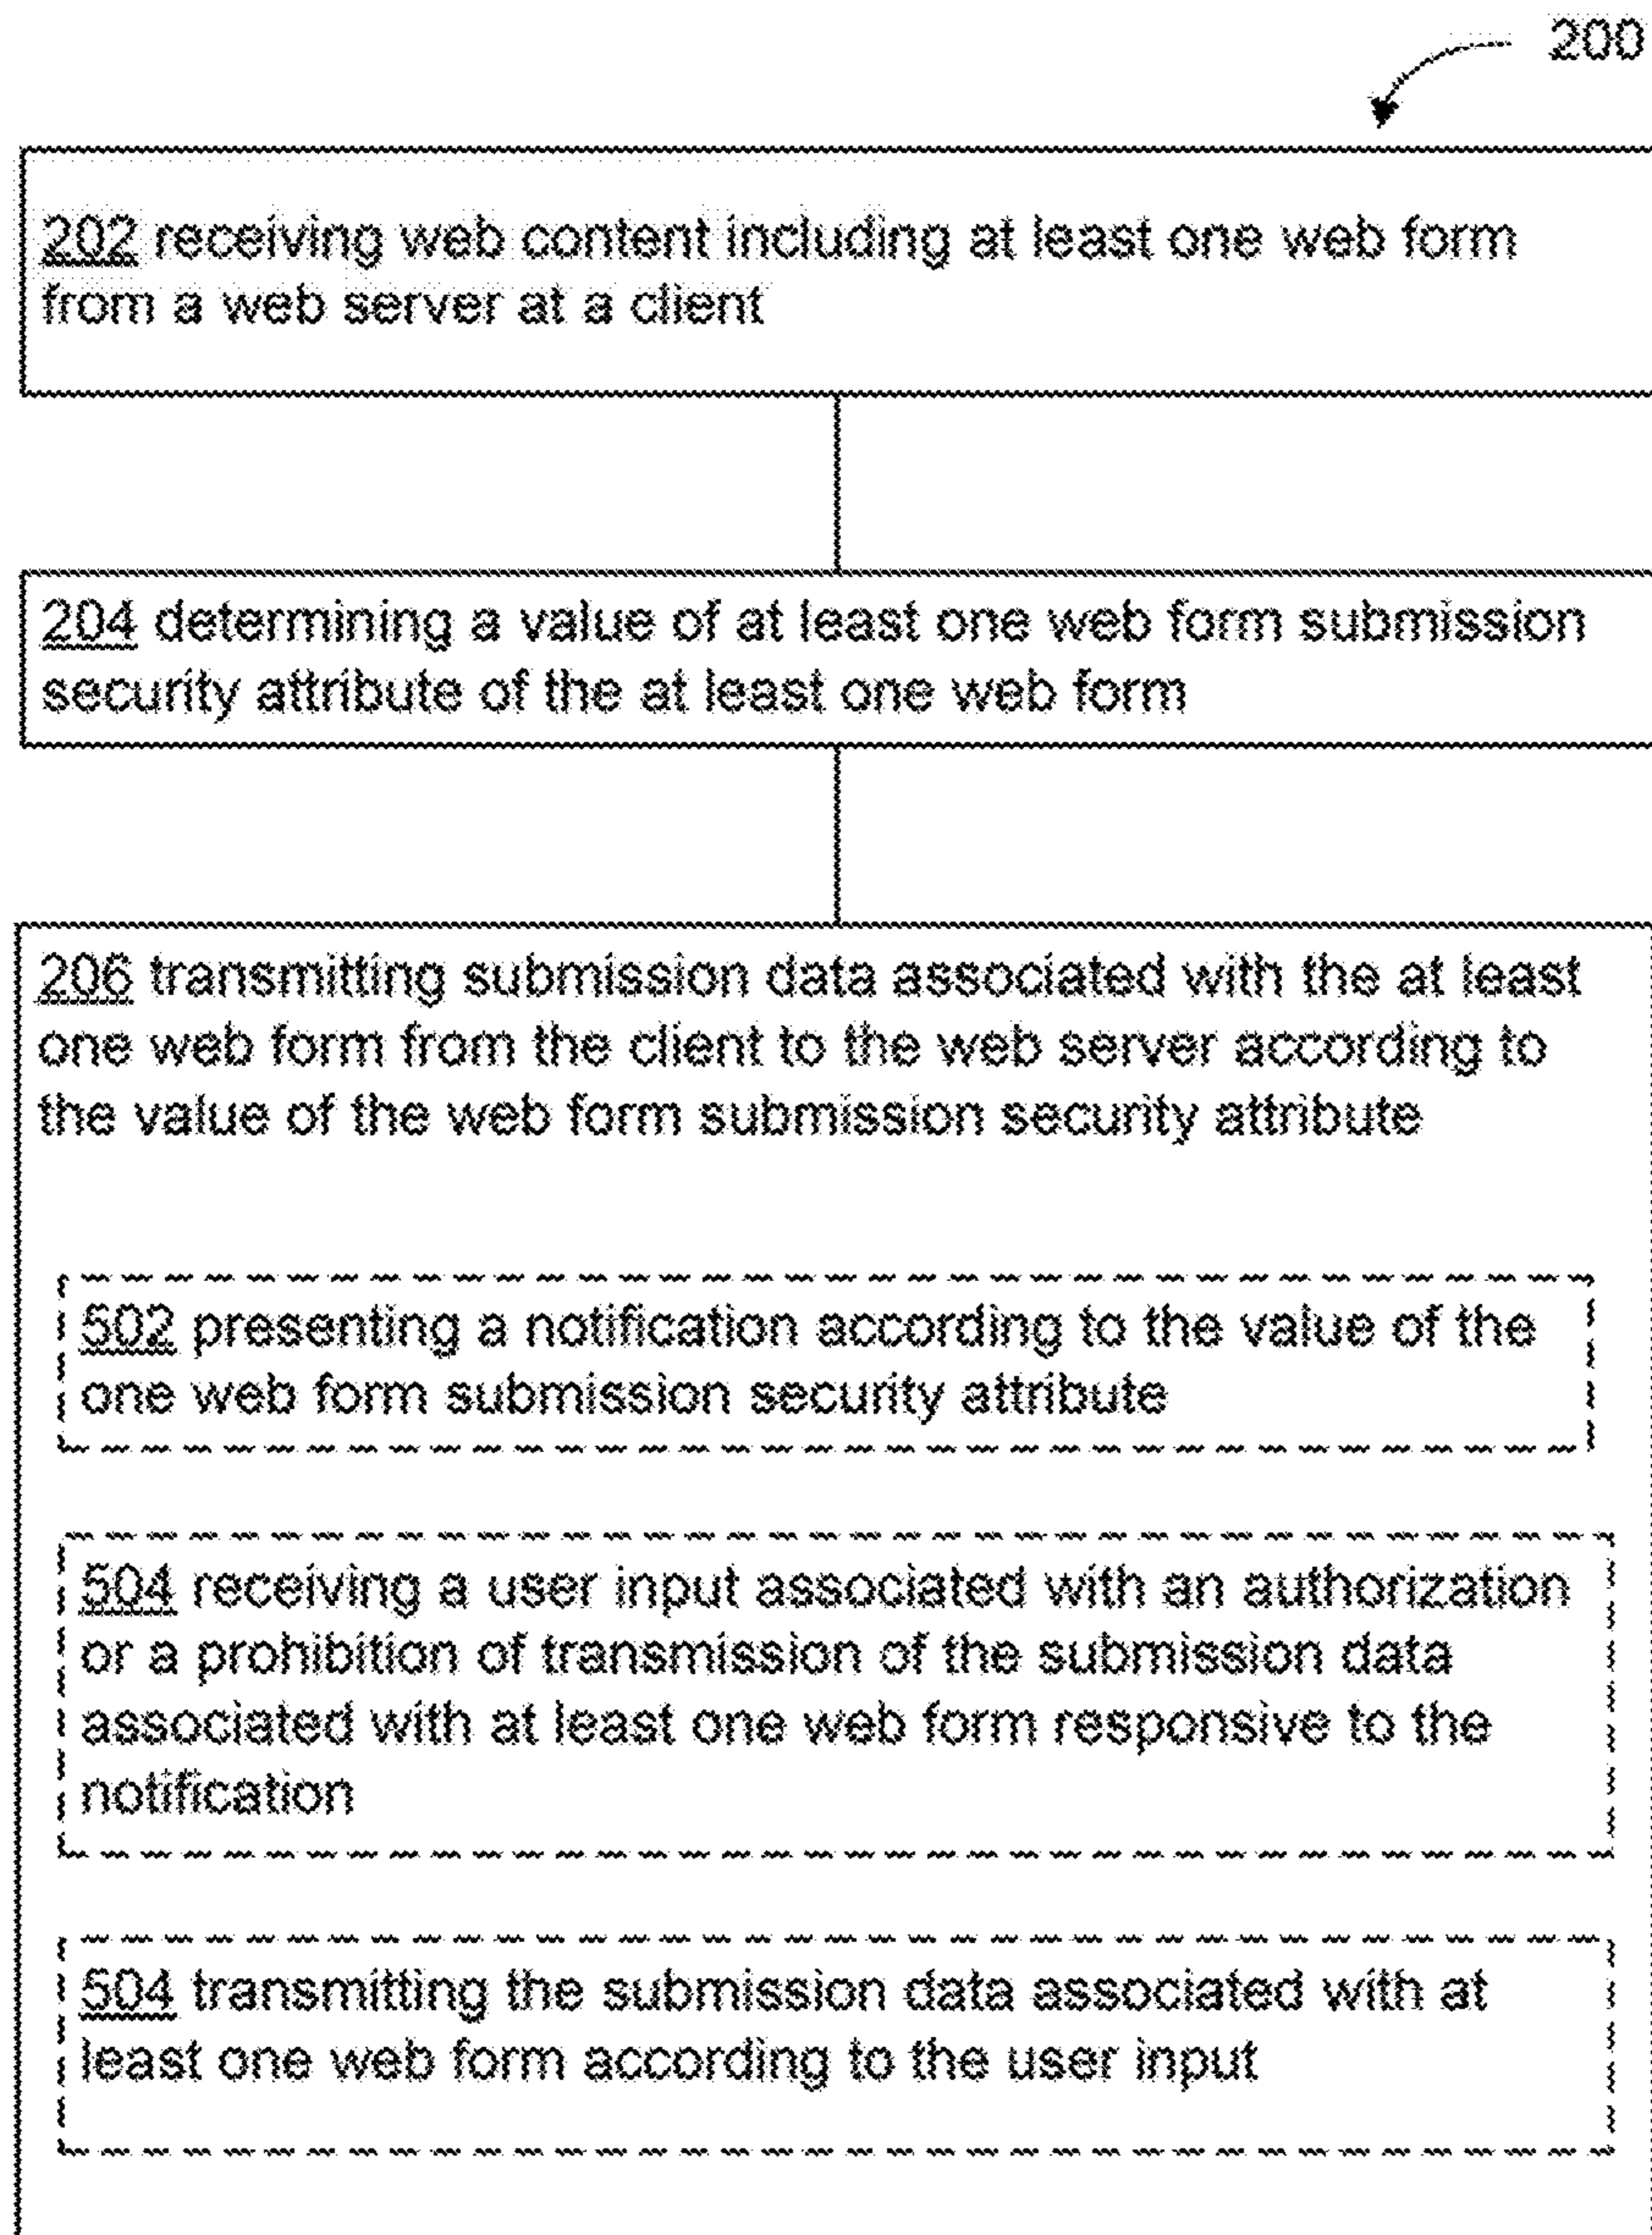 200
202 receiving web content including at least one web form
from a web server at a client
204 determining a value of at least one web form submission
security attribute of the at least one web form
206 transmitting submission data associated with the at least
one web form from the client to the web server according to
the value of the web form submission security attribute
502 presenting a notification according to the value of the
one web form submission security attribute
504 receiving a user input associated with an authorization
or a prohibition of transmission of the submission data
associated with at least one web form responsive to the
notification
504 transmitting the submission data associated with at
least one web form according to the user input